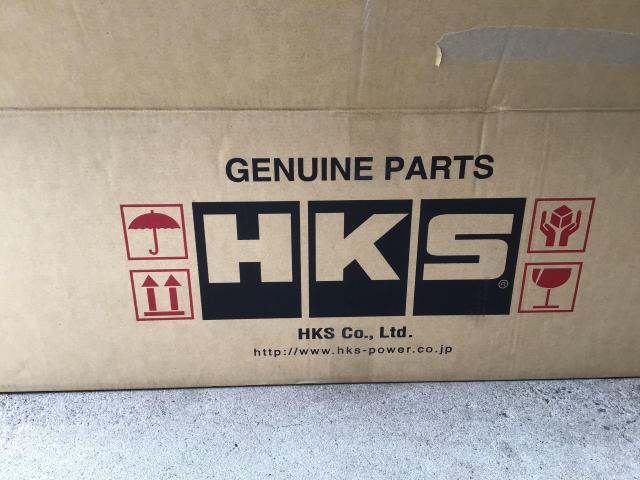 GENUINE PARTS
HKS®
HKS Co., Ltd.
http://www.hks-power.co.jp